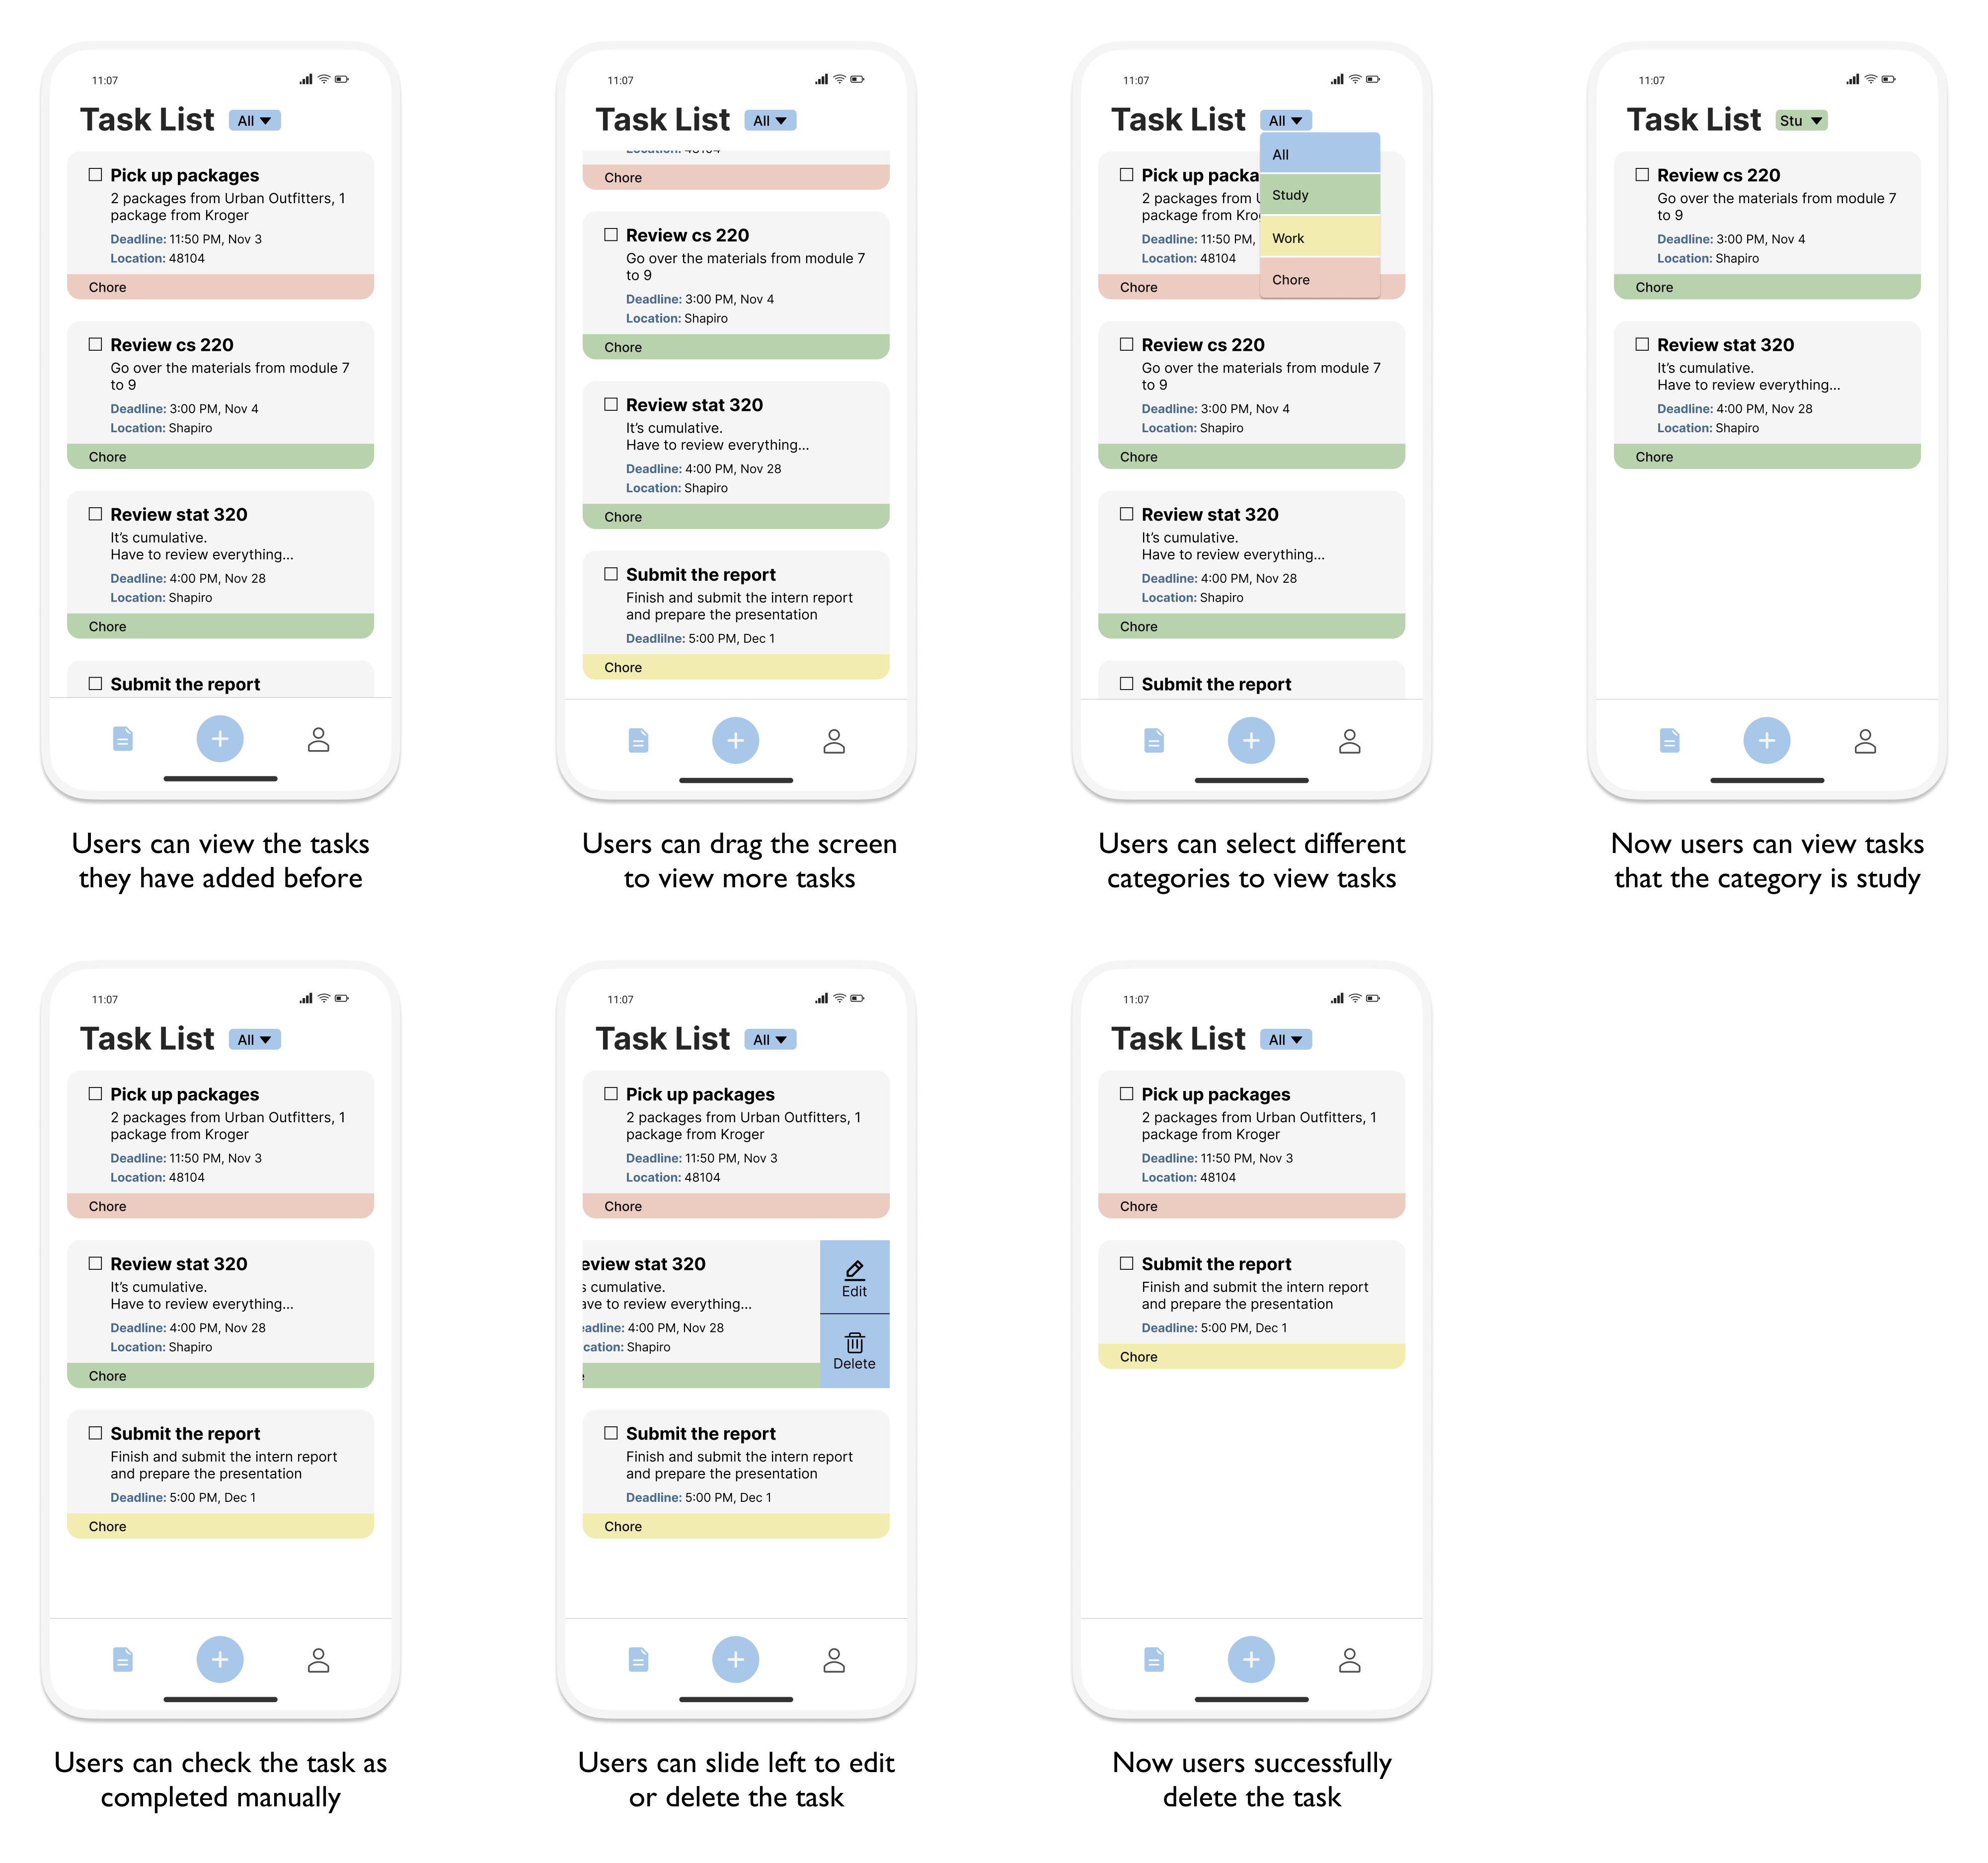 11:07
Task List
All
Pick up packages
2 packages from Urban Outfitters, 1
package from Kroger
Deadline: 11:50 PM, Nov 3
Location: 48104
Chore
Review cs 220
Go over the materials from module 7
to 9
Deadline: 3:00 PM, Nov 4
Location: Shapiro
Chore
Review stat 320
It's cumulative.
Have to review everything...
Deadline: 4:00 PM, Nov 28
Location: Shapiro
Chore
Submit the report
Users can view the tasks
they have added before
11:07
Task List
All
Location: 48104
Chore
Review cs 220
Go over the materials from module 7
to 9
Deadline: 3:00 PM, Nov 4
Location: Shapiro
Chore
Review stat 320
It's cumulative.
Have to review everything...
Deadline: 4:00 PM, Nov 28
Location: Shapiro
Chore
Submit the report
Finish and submit the intern report
and prepare the presentation
Deadlilne: 5:00 PM, Dec 1
Chore
Users can drag the screen
to view more tasks
11:07
Task List
All
All
Study
Work
Chore
Pick up packa
2 packages from U
package from Kro
Deadline: 11:50 PM,
Location: 48104
Chore
Review cs 220
Go over the materials from module 7
to 9
Deadline: 3:00 PM, Nov 4
Location: Shapiro
Chore
Review stat 320
It's cumulative.
Have to review everything...
Deadline: 4:00 PM, Nov 28
Location: Shapiro
Chore
Submit the report
Users can select different
categories to view tasks
11:07
Task List
Stu
Review cs 220
Go over the materials from module 7
to 9
Deadline: 3:00 PM, Nov 4
Location: Shapiro
Chore
Review stat 320
It's cumulative.
Have to review everything...
Deadline: 4:00 PM, Nov 28
Location: Shapiro
Chore
Now users can view tasks
that the category is study
11:07
Task List
All
Pick up packages
2 packages from Urban Outfitters, 1
package from Kroger
Deadline: 11:50 PM, Nov 3
Location: 48104
Chore
Review stat 320
It's cumulative.
Have to review everything...
Deadline: 4:00 PM, Nov 28
Location: Shapiro
Chore
Submit the report
Finish and submit the intern report
and prepare the presentation
Deadline: 5:00 PM, Dec 1
Chore
Users can check the task as
completed manually
11:07
Task List
All
Pick up packages
2 packages from Urban Outfitters, 1
package from Kroger
Deadline: 11:50 PM, Nov 3
Location: 48104
Chore
eview stat 320
s cumulative.
ave to review everything...
eadline: 4:00 PM, Nov 28
cation: Shapiro
Edit
Delete
Submit the report
Finish and submit the intern report
and prepare the presentation
Deadline: 5:00 PM, Dec 1
Chore
Users can slide left to edit
or delete the task
11:07
Task List
All
Pick up packages
2 packages from Urban Outfitters, 1
package from Kroger
Deadline: 11:50 PM, Nov 3
Location: 48104
Chore
Submit the report
Finish and submit the intern report
and prepare the presentation
Deadline: 5:00 PM, Dec 1
Chore
Now users successfully
delete the task